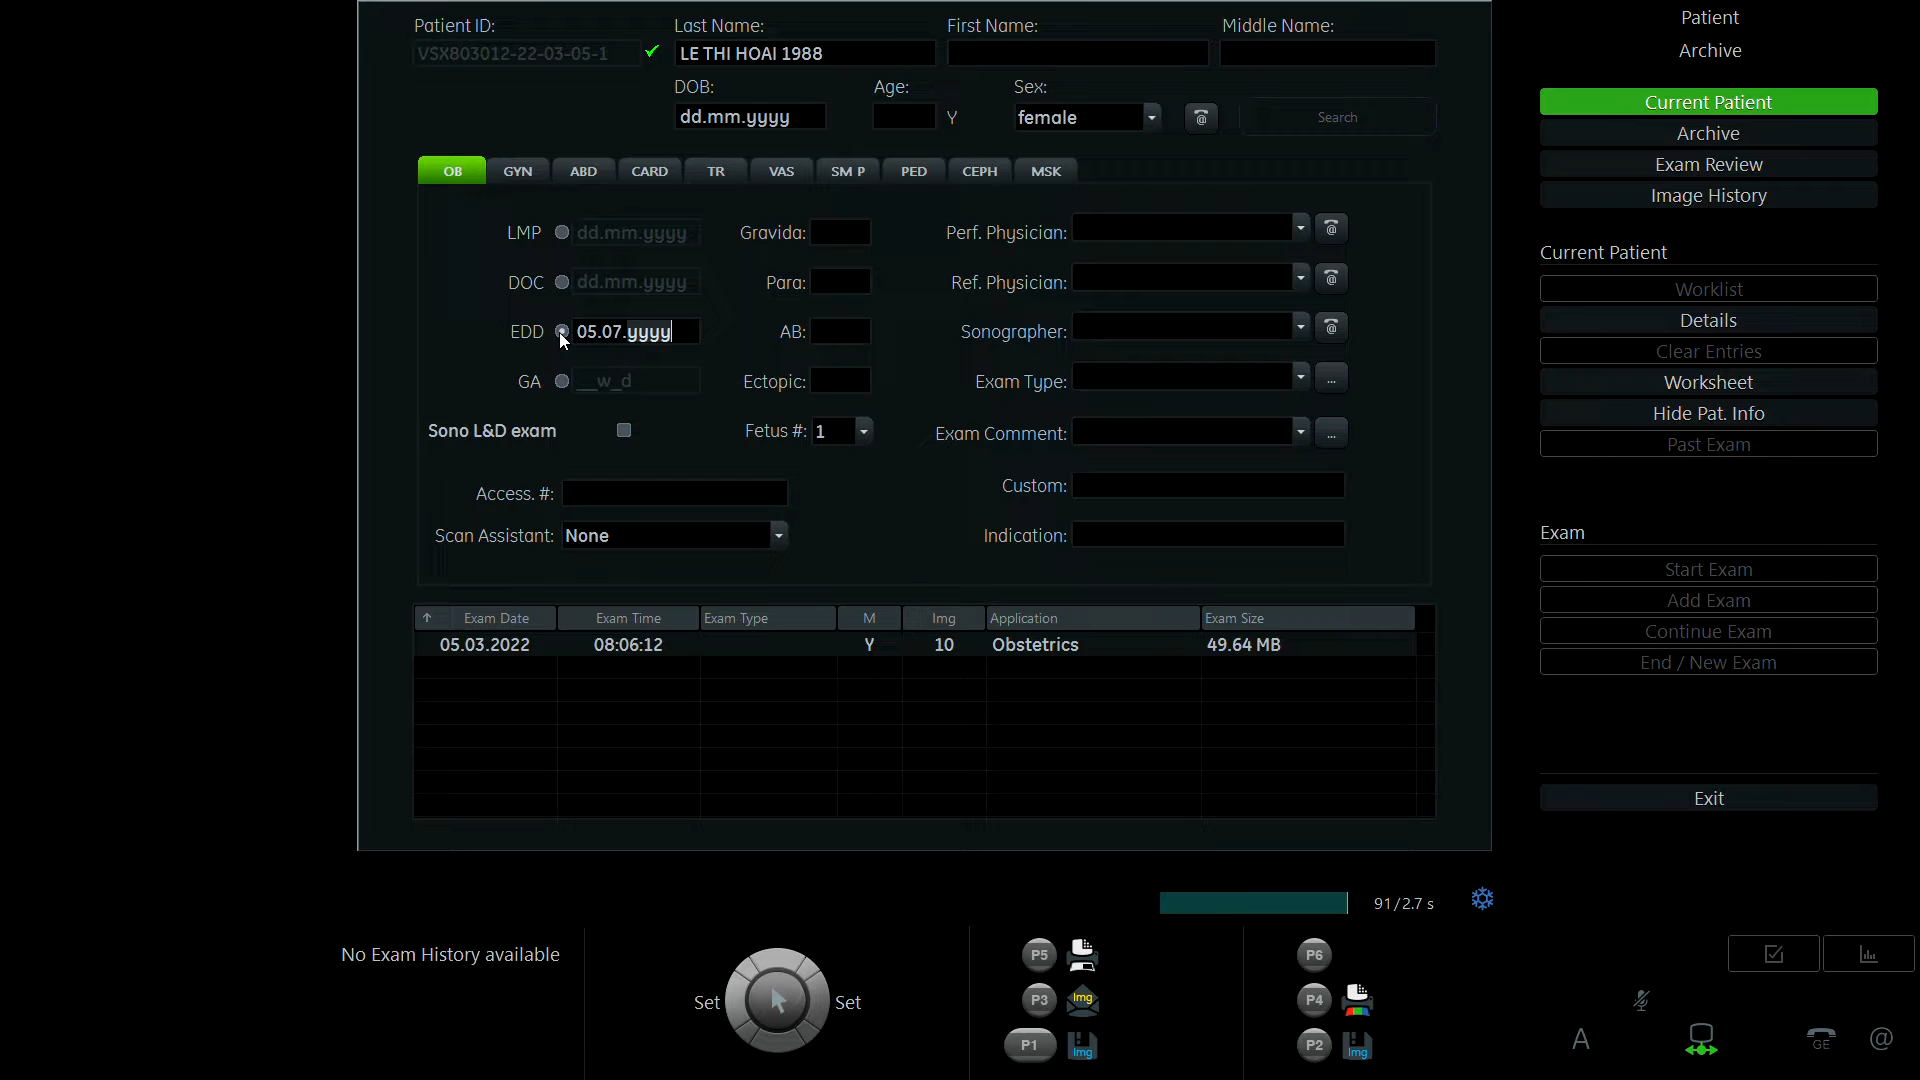 Patient ID:
Last Name:
First Name:
Middle Name:
VSX803012-22-03-05-1
LE THI HOAI 1988
DOB:
Age:
Sex:
dd.mm.yyyy
Y
female
@
Search
OB
GYN
ABD
CARD
TR
VAS
SM P
PED
CEPH
MSK
LMP
dd.mm.yyyy
Gravida:
Perf. Physician:
@
DOC
dd.mm.yyyy
Para:
Ref. Physician:
@
EDD
05.07.yyyy
AB:
Sonographer:
@
GA
__w_d
Ectopic:
Exam Type:
...
Sono L&D exam
Fetus #:
1
Exam Comment:
...
Access. #:
Custom:
Scan Assistant:
None
Indication:
Exam Date
Exam Time
Exam Type
M
Img
Application
Exam Size
05.03.2022
08:06:12
Y
10
Obstetrics
49.64 MB
Patient
Archive
Current Patient
Archive
Exam Review
Image History
Current Patient
Worklist
Details
Clear Entries
Worksheet
Hide Pat. Info
Past Exam
Exam
Start Exam
Add Exam
Continue Exam
End / New Exam
Exit
91/2.7 s
No Exam History available
Set
Set
P5
P3
Img
P1
Img
P6
P4
P2
Img
A
GE
@